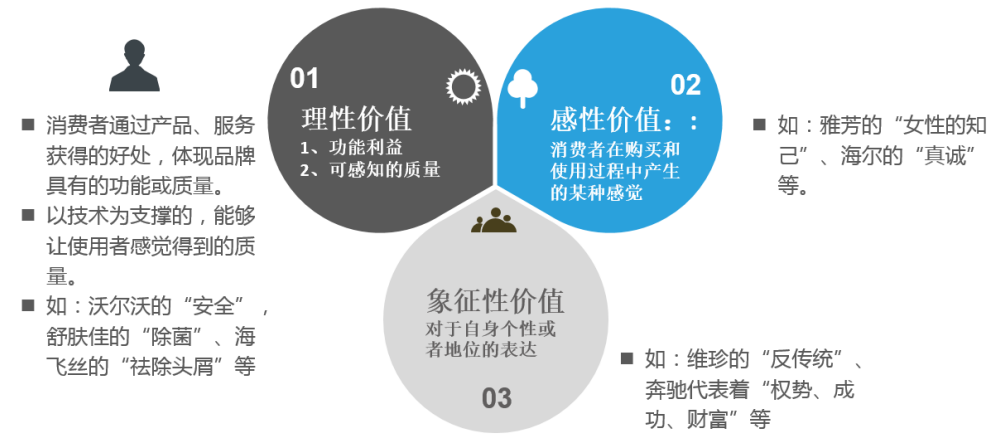 01
理性价值
1、功能利益
2、可感知的质量
■ 消费者通过产品、服务
获得的好处，体现品牌
具有的功能或质量。
■ 以技术为支撑的，能够
让使用者感觉得到的质
量。
■ 如：沃尔沃的“安全”，
舒肤佳的“除菌”、海
飞丝的“祛除头屑”等
02
感性价值：:
消费者在购买和
使用过程中产生
的某种感觉
■ 如：雅芳的“女性的知
己”、海尔的“真诚”
等。
象征性价值
对于自身个性或
者地位的表达
03
■ 如：维珍的“反传统”、
奔驰代表着“权势、成
功、财富”等